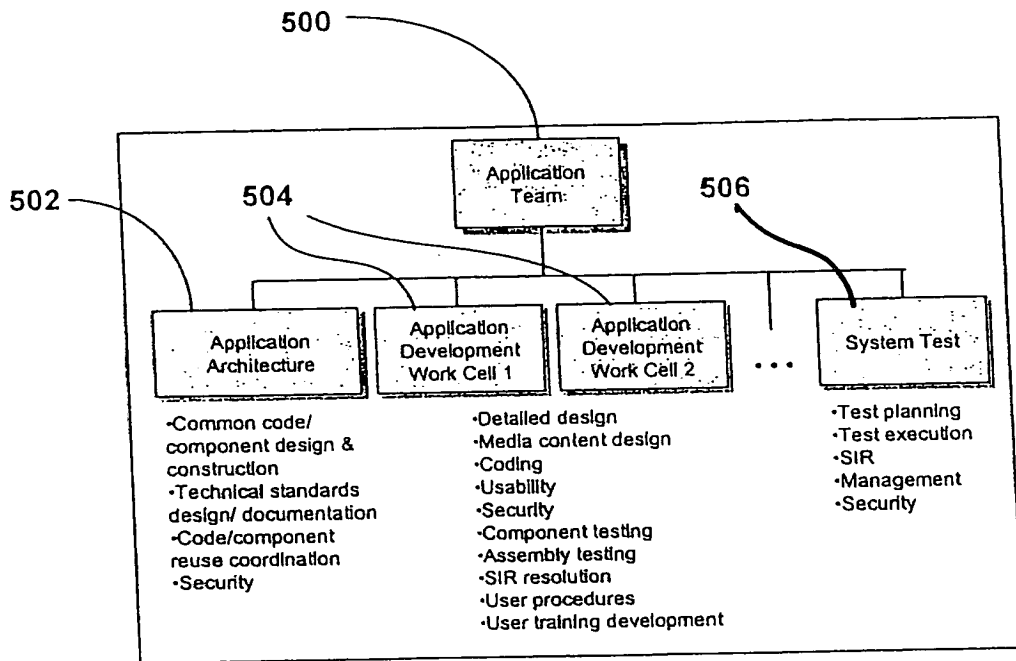 500
502
504
506
Application
Team
Application
Architecture
Application
Development
Work Cell 1
Application
Development
Work Cell 2
...
System Test
•Common code/
component design &
construction
•Technical standards
design/ documentation
•Code/component
reuse coordination
•Security
•Detailed design
•Media content design
•Coding
•Usability
•Security
•Component testing
•Assembly testing
•SIR resolution
•User procedures
•User training development
•Test planning
•Test execution
•SIR
•Management
•Security